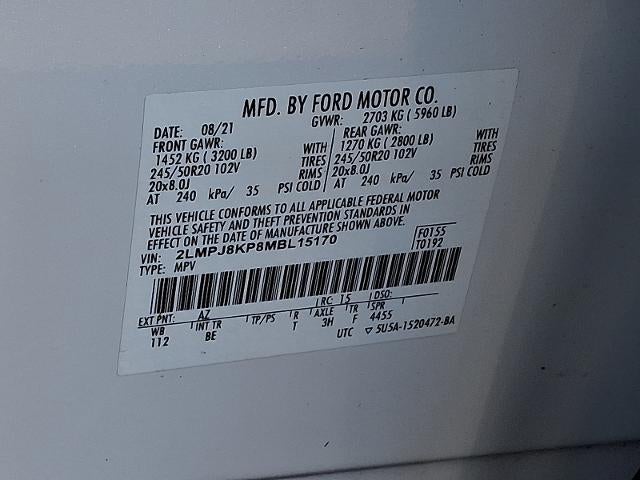 MFD. BY FORD MOTOR CO.
DATE: 08/21 GVWR: 2703 KG ( 5960 LB)
FRONT GAWR: REAR GAWR:
1452 KG ( 3200 LB) WITH 1270 KG ( 2800 LB) WITH
245/50R20 102V TIRES 245/50R20 102V TIRES
20x8.0J RIMS 20x8.0J RIMS
AT 240 kPa/ 35 PSI COLD AT 240 kPa/ 35 PSI COLD
THIS VEHICLE CONFORMS TO ALL APPLICABLE FEDERAL MOTOR
VEHICLE SAFETY AND THEFT PREVENTION STANDARDS IN
EFFECT ON THE DATE OF MANUFACTURE SHOWN ABOVE.
VIN: 2LMPJ8KP8MBL15170 F0155
TYPE: MPV T0192
EXT PNT: AZ RC: 15 DSO:
WB INT TR TP/PS R AXLE TR SPR
112 BE T 3H F 4455
UTC ▽ 5U5A-1520472-BA